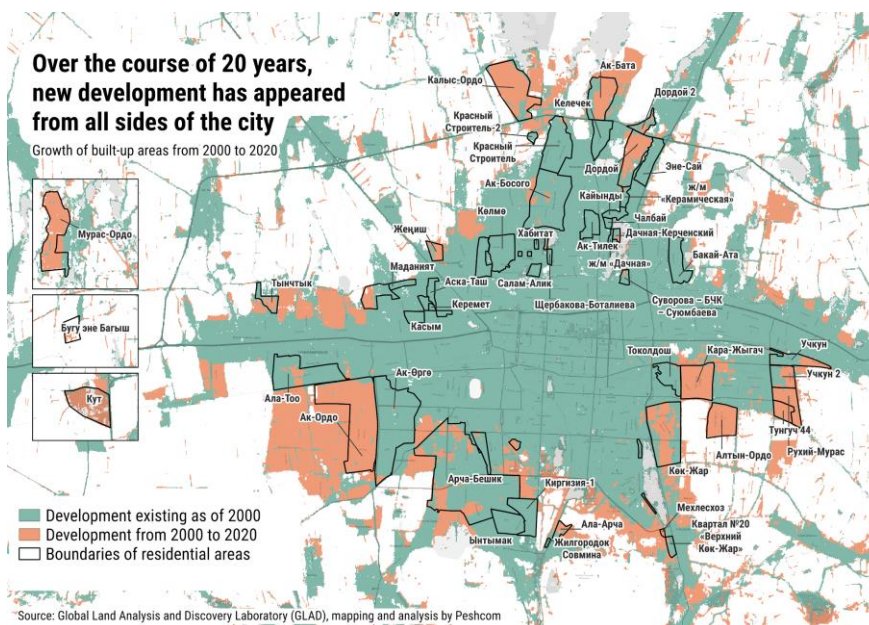 Over the course of 20 years,
new development has appeared
from all sides of the city
Growth of built-up areas from 2000 to 2020
Калыс-Ордо
Ак-Бата
Келечек
Дордой 2
Красный
Строитель-2
Красный
Строитель
Дордой
Эне-Сай
Ак-Босого
Кайынды
ж/м
«Керамическая»
Көлмө
Мурас-Ордо
Жеңиш
Хабитат
Чалбай
Ак-Тилек
Дачная-Керченский
Маданият
ж/м «Дачная»
Бакай-Ата
Тынчтык
Аска-Таш
Салам-Алик
Керемет
Щербакова-Боталиева
Суворова – БЧК
– Суюмбаева
Бугу эне Багыш
Касым
Учкун
Токолдош
Кара-Жыгач
Ак-Өргө
Учкун 2
Кут
Ала-Тоо
Ак-Ордо
Тунгуч 44
Рухий-Мурас
Алтын-Ордо
Көк-Жар
Арча-Бешик
Киргизия-1
Мехлесхоз
Development existing as of 2000
Ала-Арча
Квартал №20
«Верхний
Көк-Жар»
Development from 2000 to 2020
Ынтымак
Жилгородок
Совмина
Boundaries of residential areas
Source: Global Land Analysis and Discovery Laboratory (GLAD), mapping and analysis by Peshcom